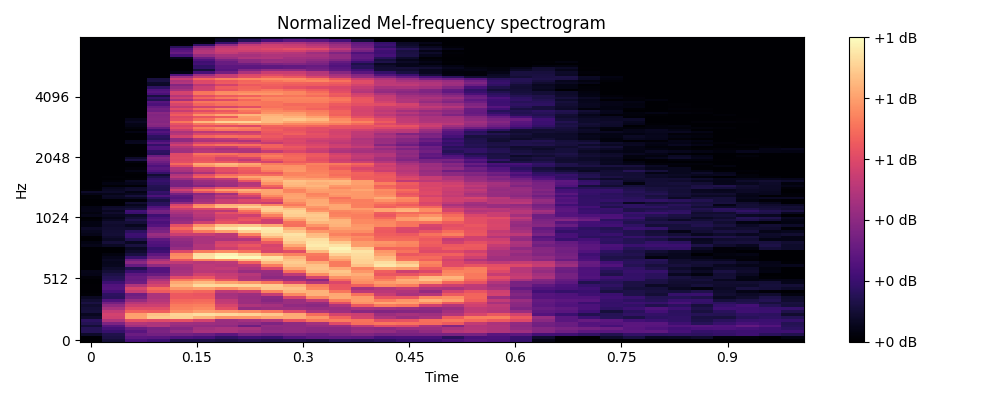 Normalized Mel-frequency spectrogram
Hz
4096
2048
1024
512
0
0 0.15 0.3 0.45 0.6 0.75 0.9
Time
+1 dB
+1 dB
+1 dB
+0 dB
+0 dB
+0 dB